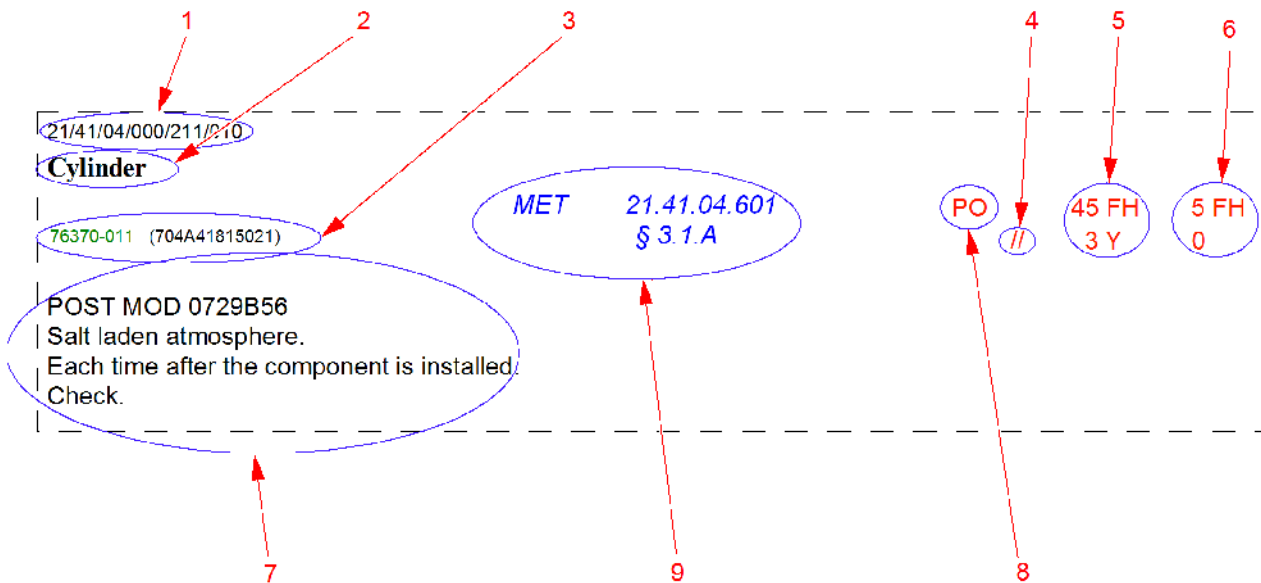 1 2 3 4 5 6
21/41/04/000/211/010
Cylinder
MET 21.41.04.601 PO 45 FH 5 FH
76370-011 (704A41815021) § 3.1.A // 3 Y 0
POST MOD 0729B56
Salt laden atmosphere.
Each time after the component is installed.
Check.
7 9 8